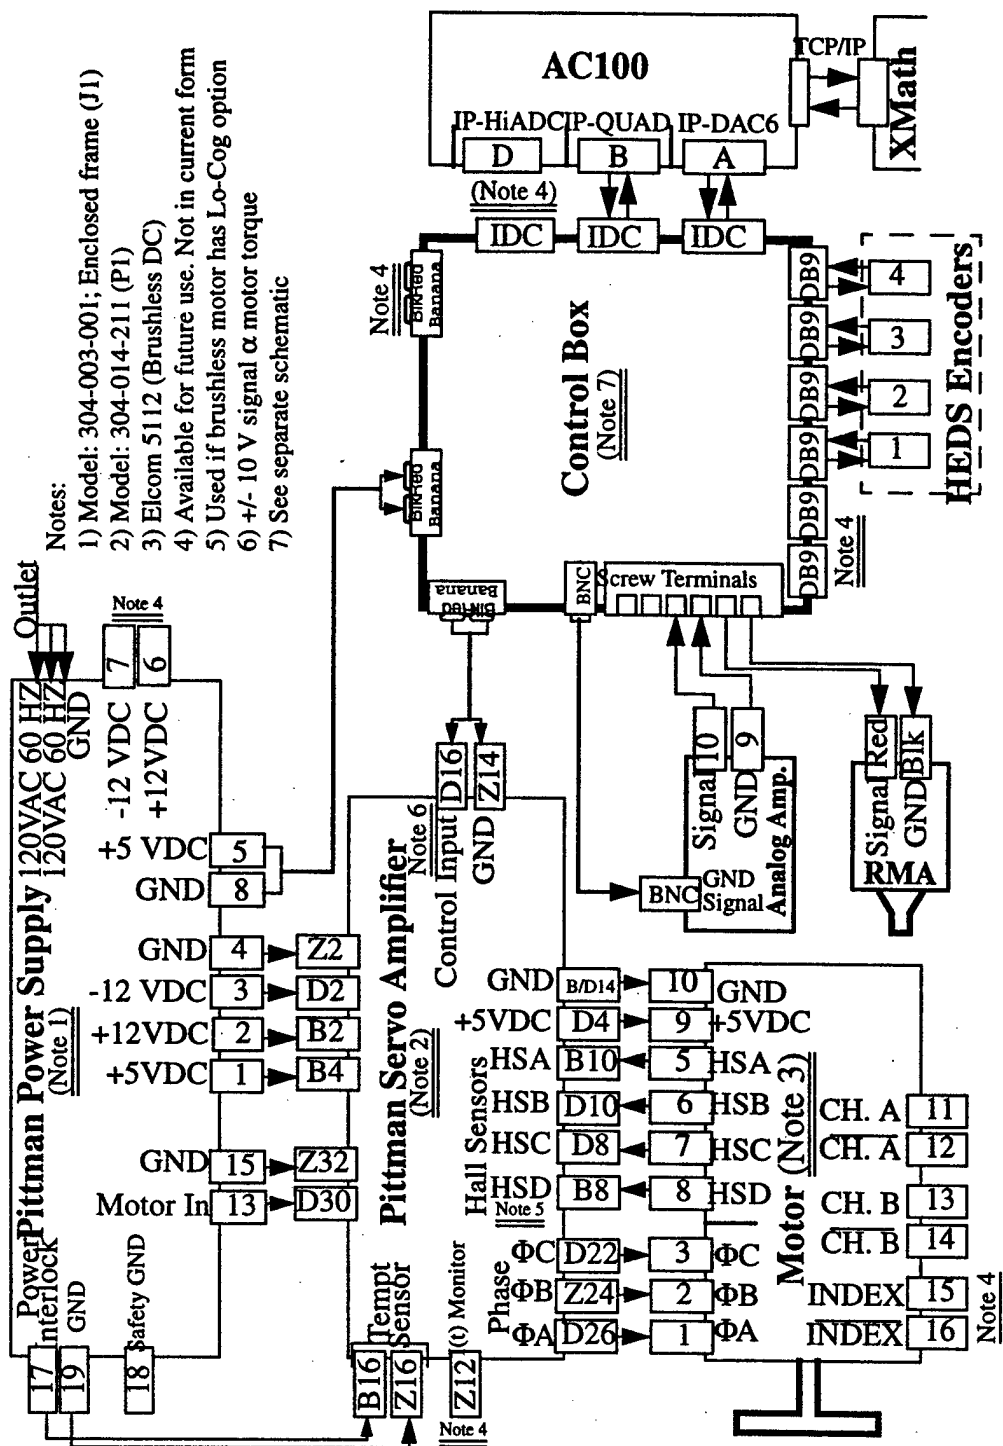 Notes:
1) Model: 304-003-001; Enclosed frame (J1)
2) Model: 304-014-211 (P1)
3) Elcom 5112 (Brushless DC)
4) Available for future use. Not in current form
5) Used if brushless motor has Lo-Cog option
6) +/- 10 V signal α motor torque
7) See separate schematic
AC100
IP-HiADC
IP-QUAD
IP-DAC6
D
B
A
TCP/IP
XMath
(Note 4)
IDC
IDC
IDC
Control Box
(Note 7)
Blk Red
Banana
Note 4
Blk Red
Banana
Blk Red
Banana
BNC
Screw Terminals
DB9
DB9
DB9
DB9
DB9
DB9
Note 4
4
3
2
1
HEDS Encoders
Outlet
120VAC 60 HZ
120VAC 60 HZ
GND
Pittman Power Supply
(Note 1)
-12 VDC
7
+12VDC
6
Note 4
+5 VDC
5
GND
8
GND
4
Z2
-12 VDC
3
D2
+12VDC
2
B2
+5VDC
1
B4
GND
15
Z32
Motor In
13
D30
Power
Interlock
17
GND
19
Safety GND
18
Pittman Servo Amplifier
(Note 2)
Note 6
Control Input
D16
GND
Z14
Tempt
Sensor
B16
Z16
I(t) Monitor
Z12
Note 4
GND
B/D14
10
GND
+5VDC
D4
9
+5VDC
Hall Sensors
HSA
B10
5
HSA
HSB
D10
6
HSB
HSC
D8
7
HSC
HSD
B8
8
HSD
Note 5
Phase
ΦC
D22
3
ΦC
ΦB
Z24
2
ΦB
ΦA
D26
1
ΦA
Motor (Note 3)
CH. A
11
CH. A
12
CH. B
13
CH. B
14
INDEX
15
INDEX
16
Note 4
Signal
10
GND
9
BNC
GND
Signal
Analog Amp.
Signal
Red
GND
Blk
RMA